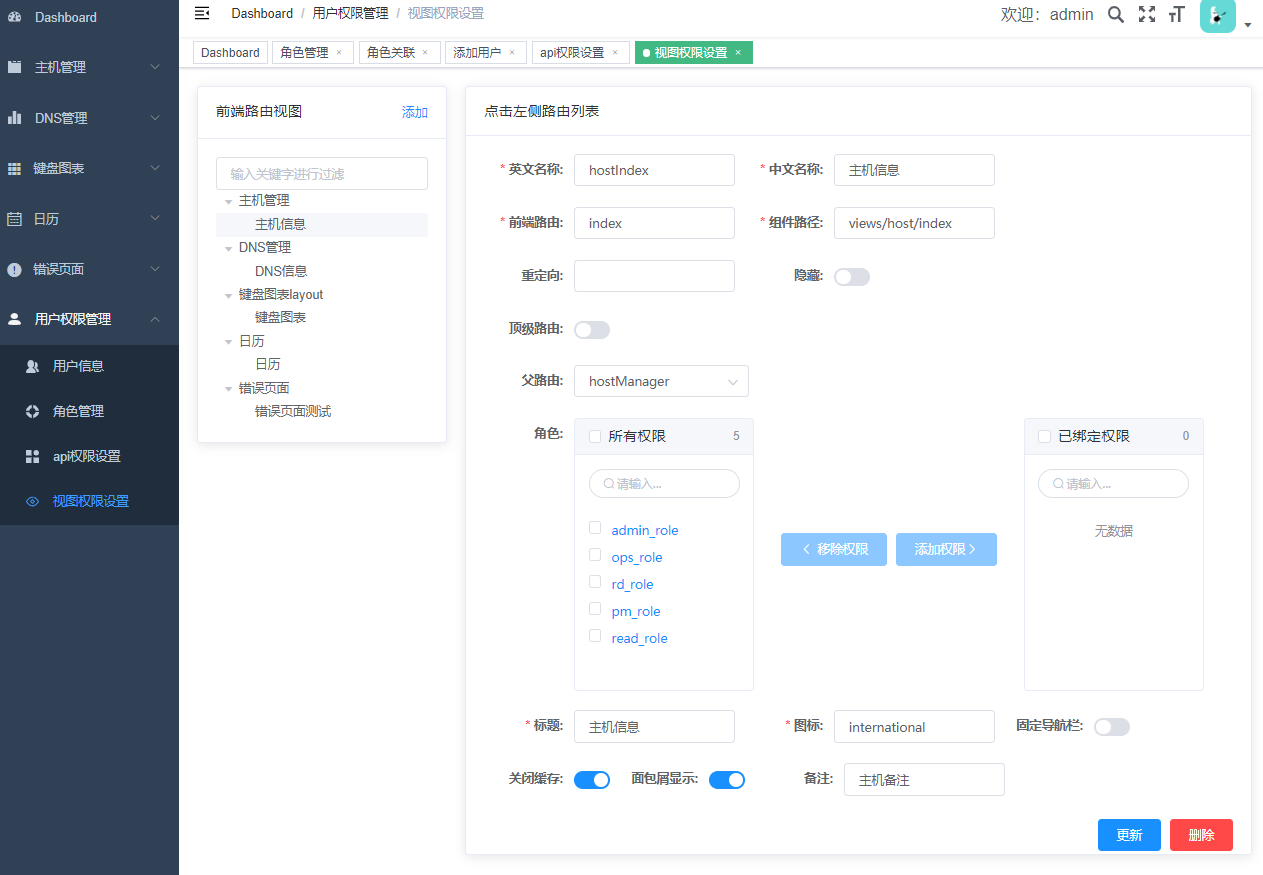 Dashboard
主机管理
DNS管理
键盘图表
日历
错误页面
用户权限管理
用户信息
角色管理
api权限设置
视图权限设置
Dashboard / 用户权限管理 / 视图权限设置
欢迎: admin
Dashboard 角色管理 × 角色关联 × 添加用户 × api权限设置 × 视图权限设置 ×
前端路由视图 添加
输入关键字进行过滤
主机管理
主机信息
DNS管理
DNS信息
键盘图表layout
键盘图表
日历
日历
错误页面
错误页面测试
点击左侧路由列表
* 英文名称: hostIndex * 中文名称: 主机信息
* 前端路由: index * 组件路径: views/host/index
重定向: 隐藏:
顶级路由:
父路由: hostManager
角色: 所有权限 5
请输入...
admin_role
ops_role
rd_role
pm_role
read_role
移除权限 添加权限
已绑定权限 0
请输入...
无数据
* 标题: 主机信息 * 图标: international 固定导航栏:
关闭缓存: 面包屑显示: 备注: 主机备注
更新 删除